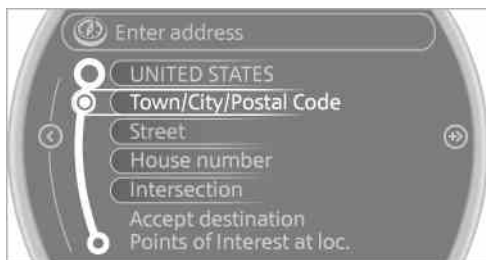 Enter address
UNITED STATES
Town/City/Postal Code
Street
House number
Intersection
Accept destination
Points of Interest at loc.